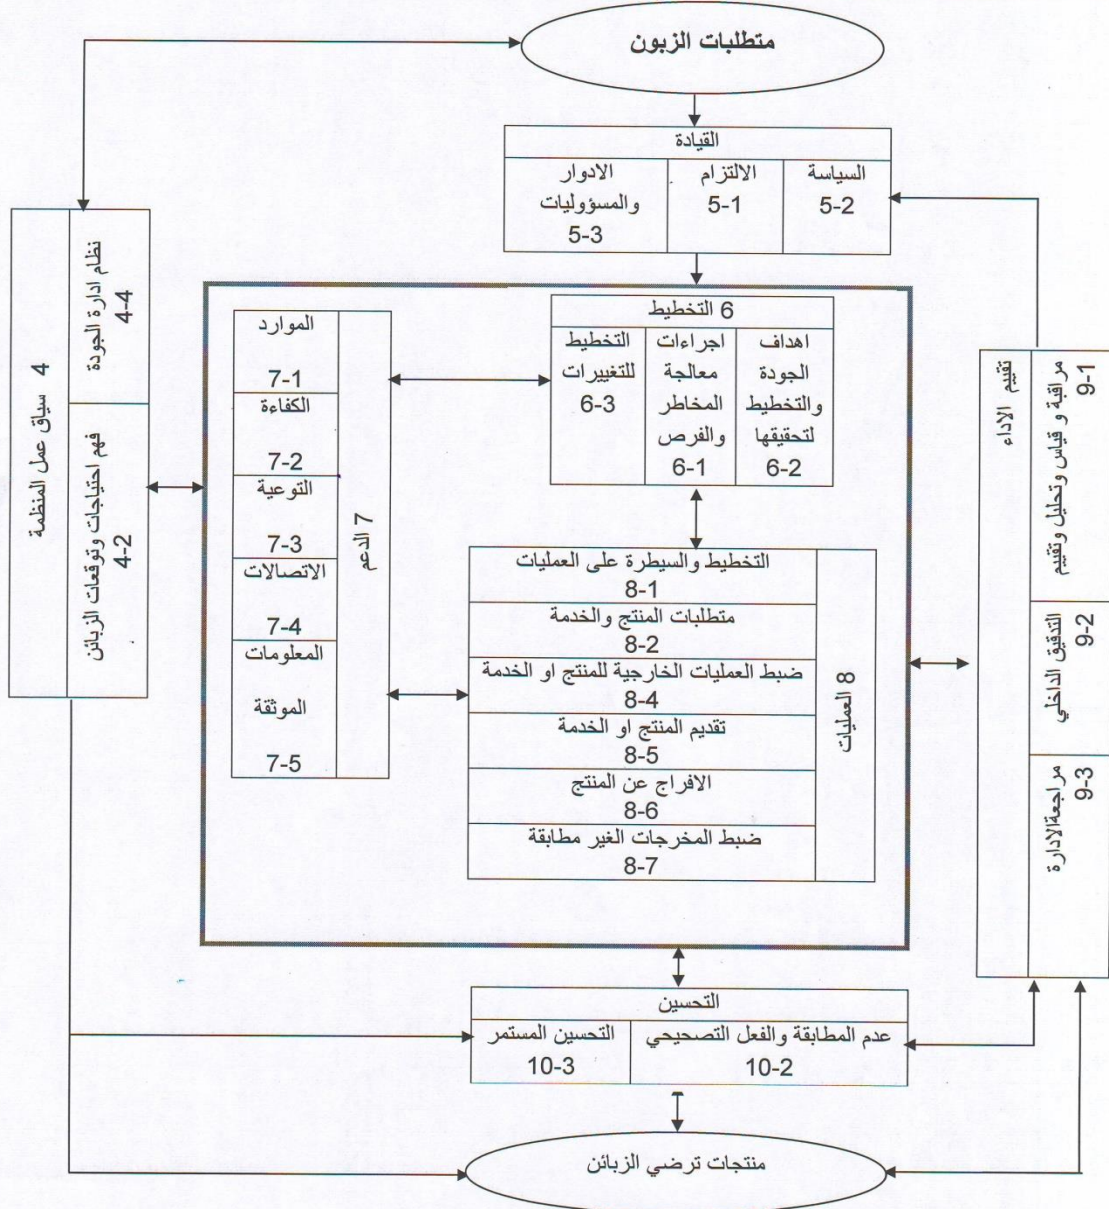 متطلبات الزبون
القيادة
السياسة
5-2
الالتزام
5-1
الادوار
والمسؤوليات
5-3
6 التخطيط
اهداف
الجودة
والتخطيط
لتحقيقها
6-2
اجراءات
معالجة
المخاطر
والفرص
6-1
التخطيط
للتغييرات
6-3
7 الدعم
الموارد
7-1
الكفاءة
7-2
التوعية
7-3
الاتصالات
7-4
المعلومات
الموثقة
7-5
8 العمليات
التخطيط والسيطرة على العمليات
8-1
متطلبات المنتج والخدمة
8-2
ضبط العمليات الخارجية للمنتج او الخدمة
8-4
تقديم المنتج او الخدمة
8-5
الافراج عن المنتج
8-6
ضبط المخرجات الغير مطابقة
8-7
تقييم الاداء
مراقبة و قياس وتحليل وتقييم
9-1
التدقيق الداخلي
9-2
مراجعةالادارة
9-3
4 سياق عمل المنظمة
نظام ادارة الجودة
4-4
فهم احتياجات وتوقعات الزبائن
4-2
التحسين
عدم المطابقة والفعل التصحيحي
10-2
التحسين المستمر
10-3
منتجات ترضي الزبائن